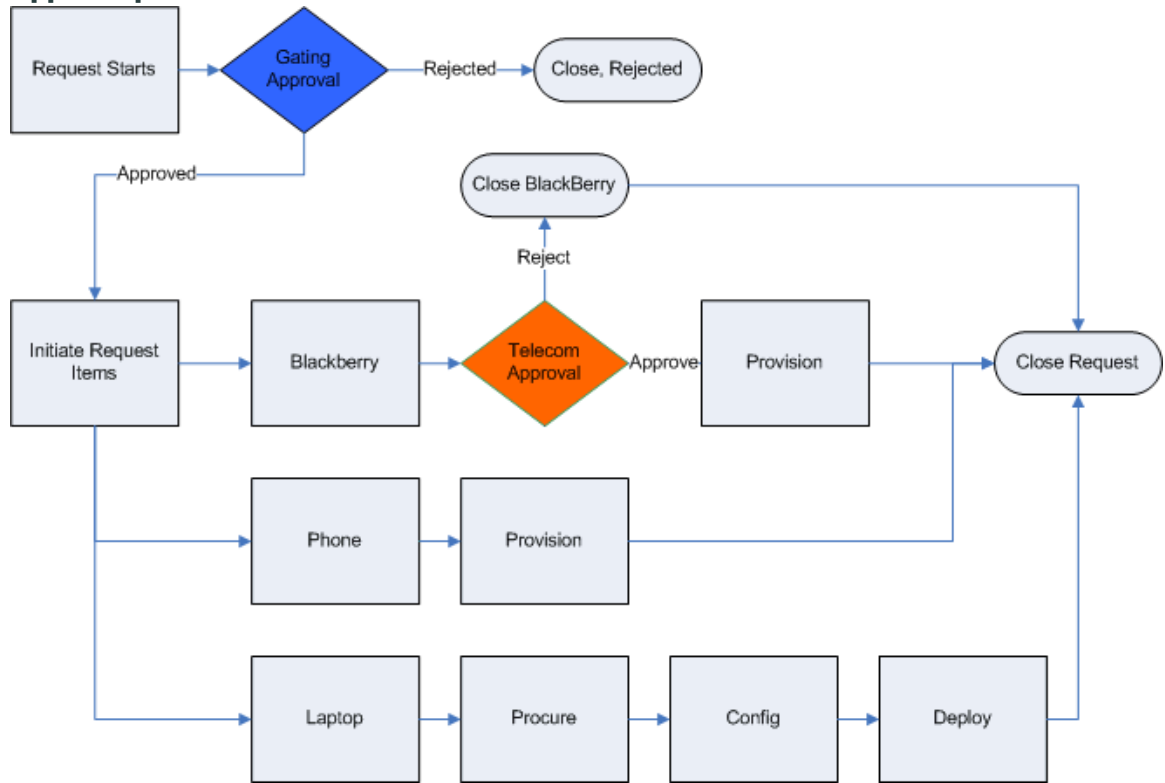 Request Starts
Gating
Approval
Rejected
Close, Rejected
Approved
Close BlackBerry
Reject
Initiate Request
Items
Blackberry
Telecom
Approval
Approve
Provision
Close Request
Phone
Provision
Laptop
Procure
Config
Deploy